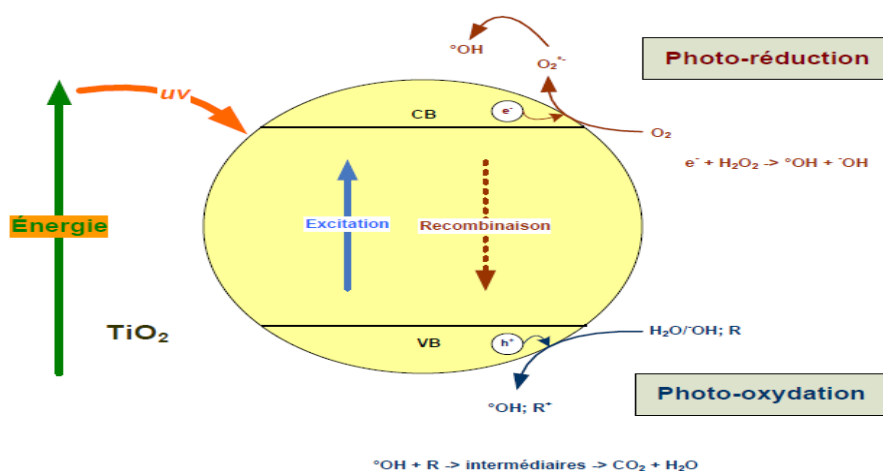 °OH
O₂°⁻
Photo-réduction
uv
CB
e⁻
O₂
e⁻ + H₂O₂ -> °OH + ⁻OH
Énergie
Excitation
Recombinaison
TiO₂
VB
h⁺
H₂O/⁻OH; R
°OH; R⁺
Photo-oxydation
°OH + R -> intermédiaires -> CO₂ + H₂O